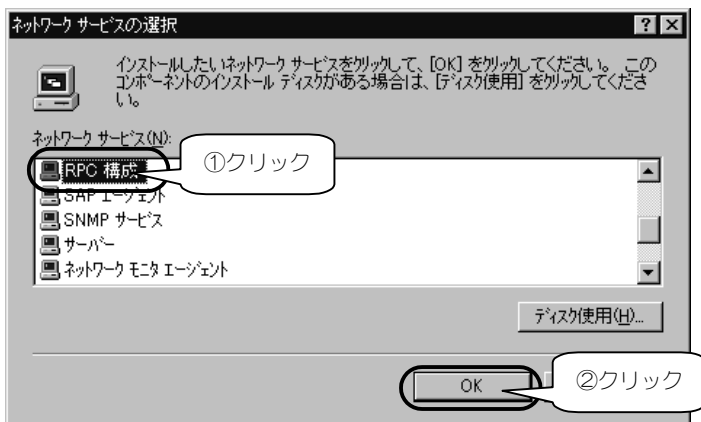 ネットワーク サービスの選択
インストールしたいネットワーク サービスをクリックして、[OK] をクリックしてください。 この
コンポーネントのインストール ディスクがある場合は、[ディスク使用] をクリックしてくださ
い。
ネットワーク サービス(N):
RPC 構成
①クリック
SAP エージェント
SNMP サービス
サーバー
ネットワーク モニタ エージェント
ディスク使用(H)...
OK
②クリック